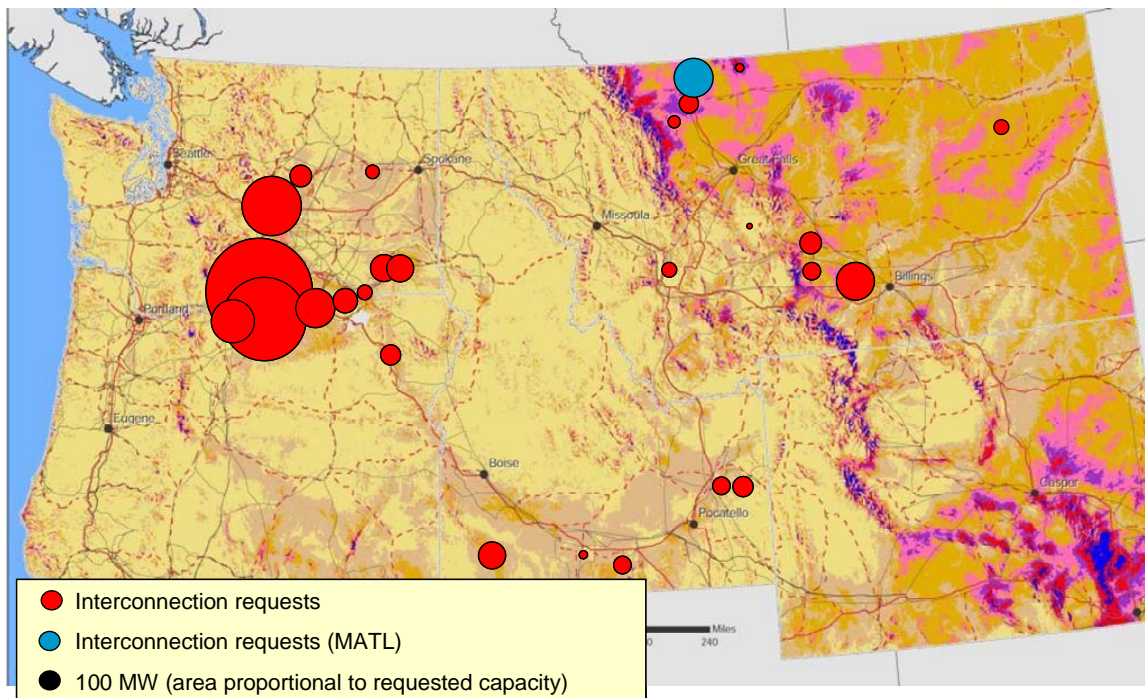 Seattle
Spokane
Great Falls
Missoula
Billings
Portland
Eugene
Boise
Casper
Pocatello
Miles
240
Interconnection requests
Interconnection requests (MATL)
100 MW (area proportional to requested capacity)